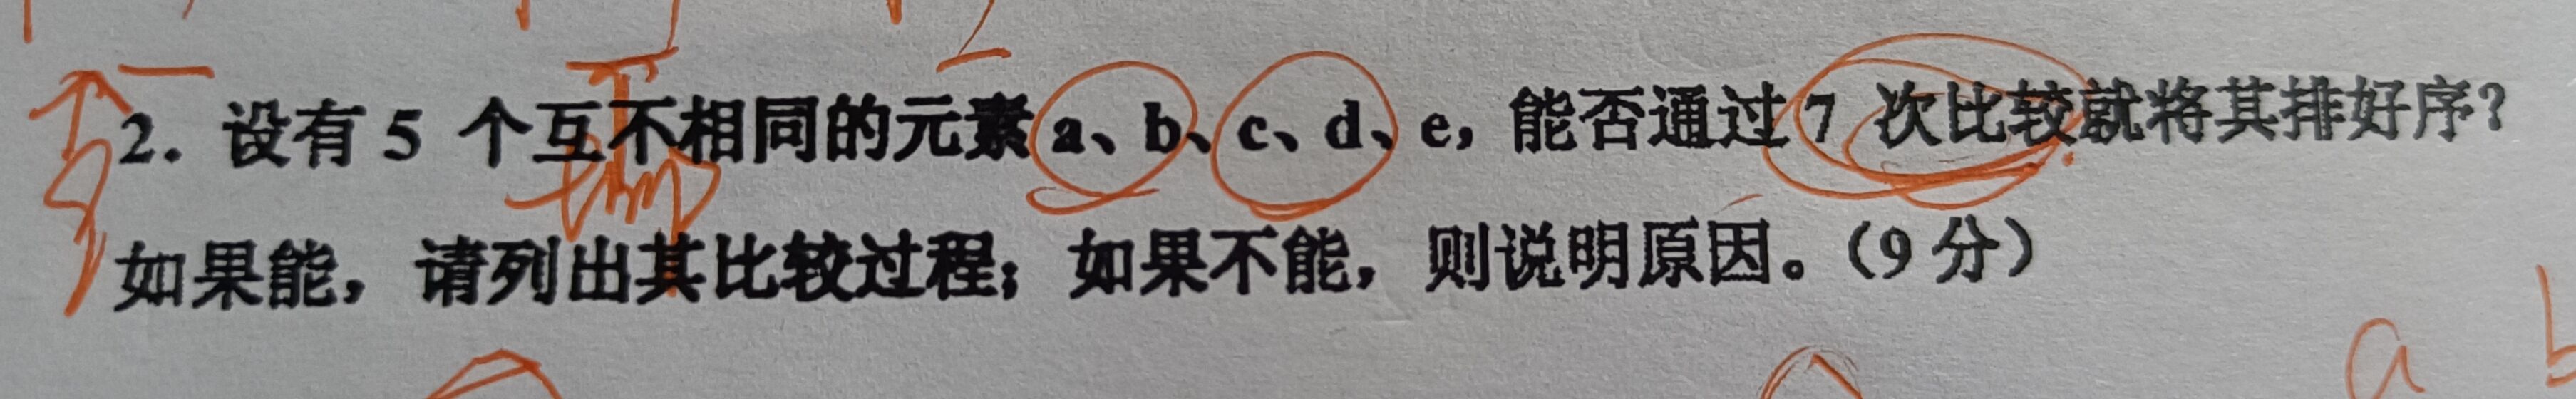 2. 设有 5 个互不相同的元素 a、b、c、d、e，能否通过 7 次比较就将其排好序？
如果能，请列出其比较过程；如果不能，则说明原因。（9 分）
a b